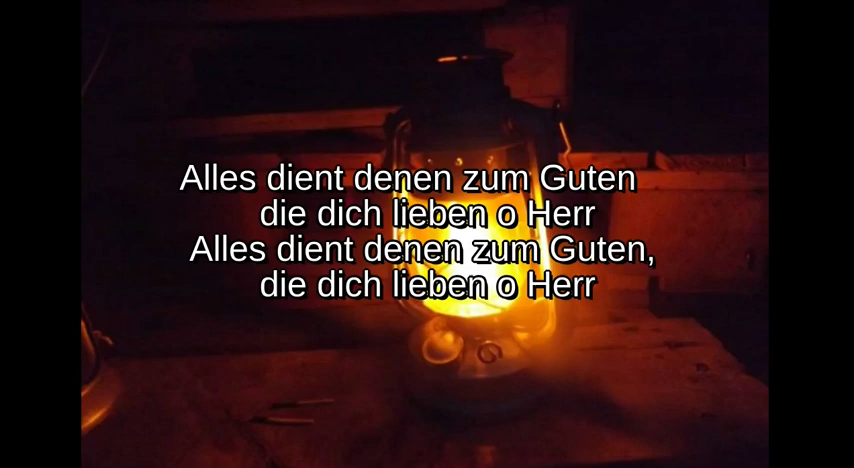 Alles dient denen zum Guten
die dich lieben o Herr
Alles dient denen zum Guten,
die dich lieben o Herr